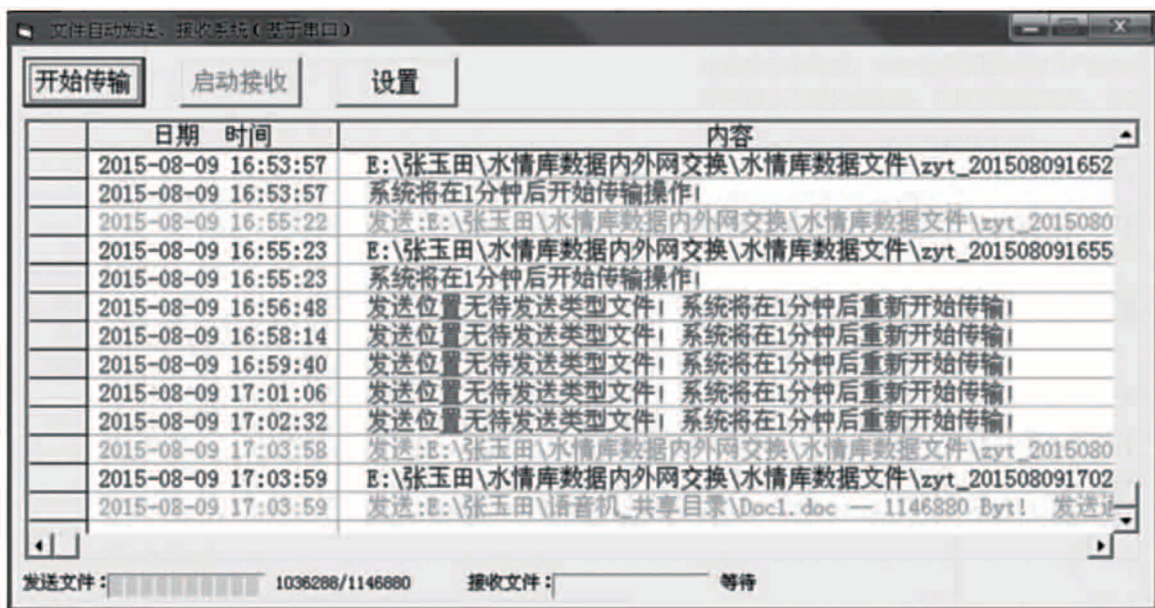 文件自动发送、接收系统（基于串口）
开始传输 启动接收 设置
日期 时间 内容
2015-08-09 16:53:57 E:\张玉田\水情库数据内外网交换\水情库数据文件\zyt_201508091652
2015-08-09 16:53:57 系统将在1分钟后开始传输操作!
2015-08-09 16:55:22 发送:E:\张玉田\水情库数据内外网交换\水情库数据文件\zyt_2015080
2015-08-09 16:55:23 E:\张玉田\水情库数据内外网交换\水情库数据文件\zyt_201508091655
2015-08-09 16:55:23 系统将在1分钟后开始传输操作!
2015-08-09 16:56:48 发送位置无待发送类型文件! 系统将在1分钟后重新开始传输!
2015-08-09 16:58:14 发送位置无待发送类型文件! 系统将在1分钟后重新开始传输!
2015-08-09 16:59:40 发送位置无待发送类型文件! 系统将在1分钟后重新开始传输!
2015-08-09 17:01:06 发送位置无待发送类型文件! 系统将在1分钟后重新开始传输!
2015-08-09 17:02:32 发送位置无待发送类型文件! 系统将在1分钟后重新开始传输!
2015-08-09 17:03:58 发送:E:\张玉田\水情库数据内外网交换\水情库数据文件\zyt_2015080
2015-08-09 17:03:59 E:\张玉田\水情库数据内外网交换\水情库数据文件\zyt_201508091702
2015-08-09 17:03:59 发送:E:\张玉田\语音机_共享目录\Doc1.doc -- 1146880 Byt! 发送
发送文件: 1036288/1146880 接收文件: 等待